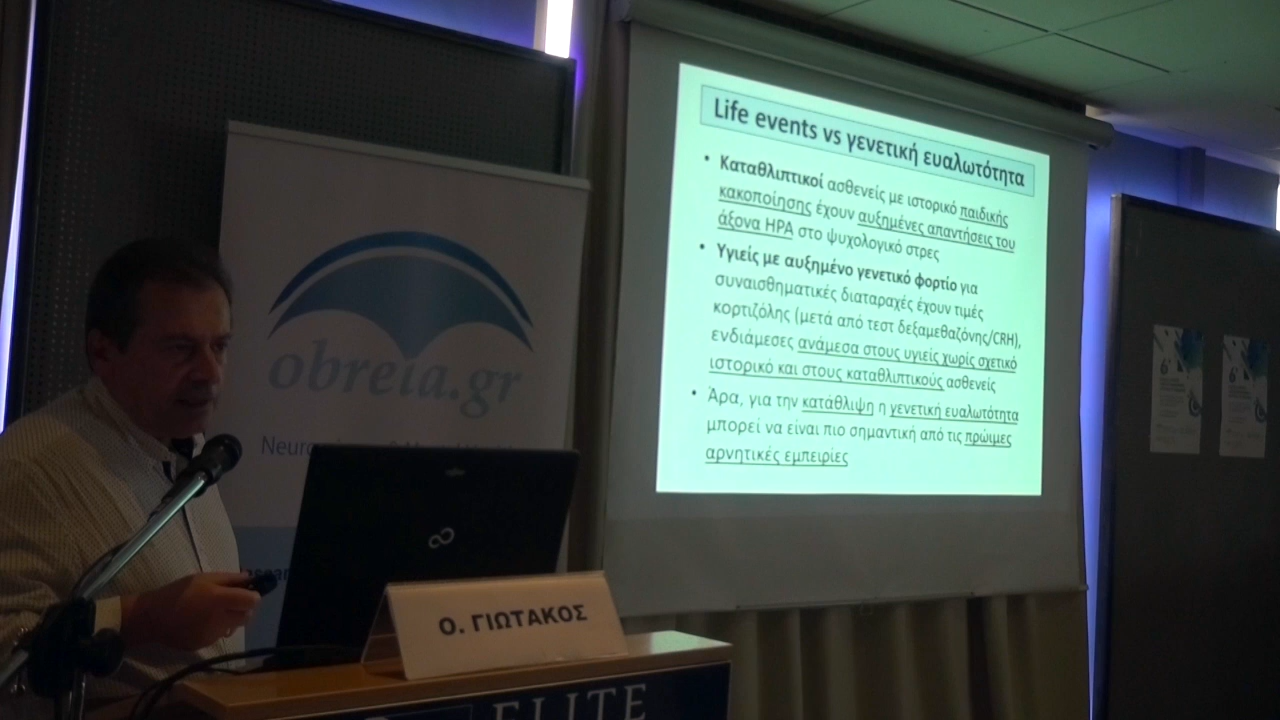 Life events vs γενετική ευαλωτότητα
• Καταθλιπτικοί ασθενείς με ιστορικό παιδικής
κακοποίησης έχουν αυξημένες απαντήσεις του
άξονα HPA στο ψυχολογικό στρες
• Υγιείς με αυξημένο γενετικό φορτίο για
συναισθηματικές διαταραχές έχουν τιμές
κορτιζόλης (μετά από τεστ δεξαμεθαζόνης/CRH),
ενδιάμεσες ανάμεσα στους υγιείς χωρίς σχετικό
ιστορικό και στους καταθλιπτικούς ασθενείς
• Άρα, για την κατάθλιψη η γενετική ευαλωτότητα
μπορεί να είναι πιο σημαντική από τις πρώιμες
αρνητικές εμπειρίες
obreia.gr
Ο. ΓΙΩΤΑΚΟΣ
ELITE